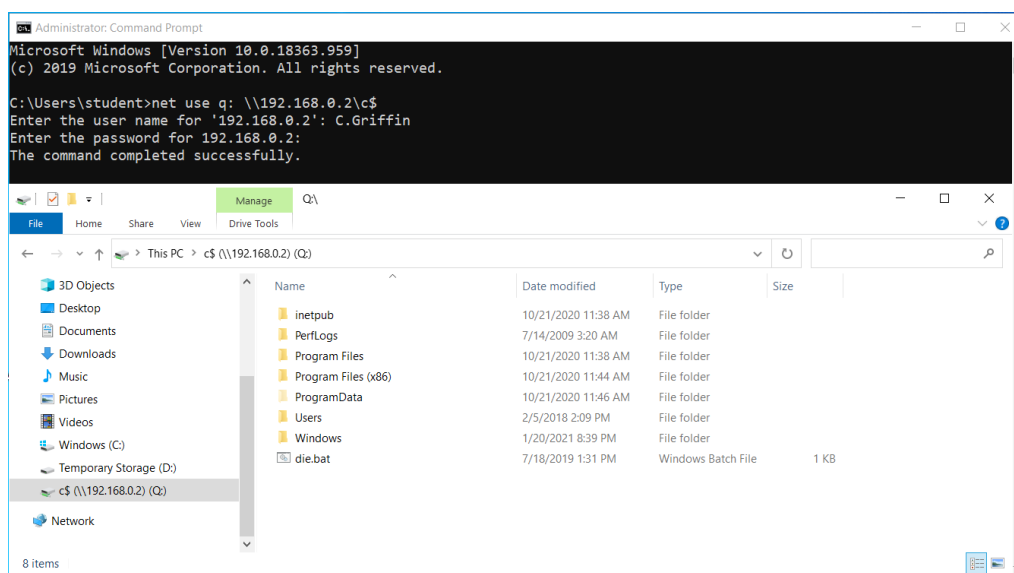 Administrator: Command Prompt
Microsoft Windows [Version 10.0.18363.959]
(c) 2019 Microsoft Corporation. All rights reserved.
C:\Users\student>net use q: \\192.168.0.2\c$
Enter the user name for '192.168.0.2': C.Griffin
Enter the password for 192.168.0.2:
The command completed successfully.
Manage Q:\
File Home Share View Drive Tools
This PC > c$ (\\192.168.0.2) (Q:)
3D Objects
Desktop
Documents
Downloads
Music
Pictures
Videos
Windows (C:)
Temporary Storage (D:)
c$ (\\192.168.0.2) (Q:)
Network
Name Date modified Type Size
inetpub 10/21/2020 11:38 AM File folder
PerfLogs 7/14/2009 3:20 AM File folder
Program Files 10/21/2020 11:38 AM File folder
Program Files (x86) 10/21/2020 11:44 AM File folder
ProgramData 10/21/2020 11:46 AM File folder
Users 2/5/2018 2:09 PM File folder
Windows 1/20/2021 8:39 PM File folder
die.bat 7/18/2019 1:31 PM Windows Batch File 1 KB
8 items